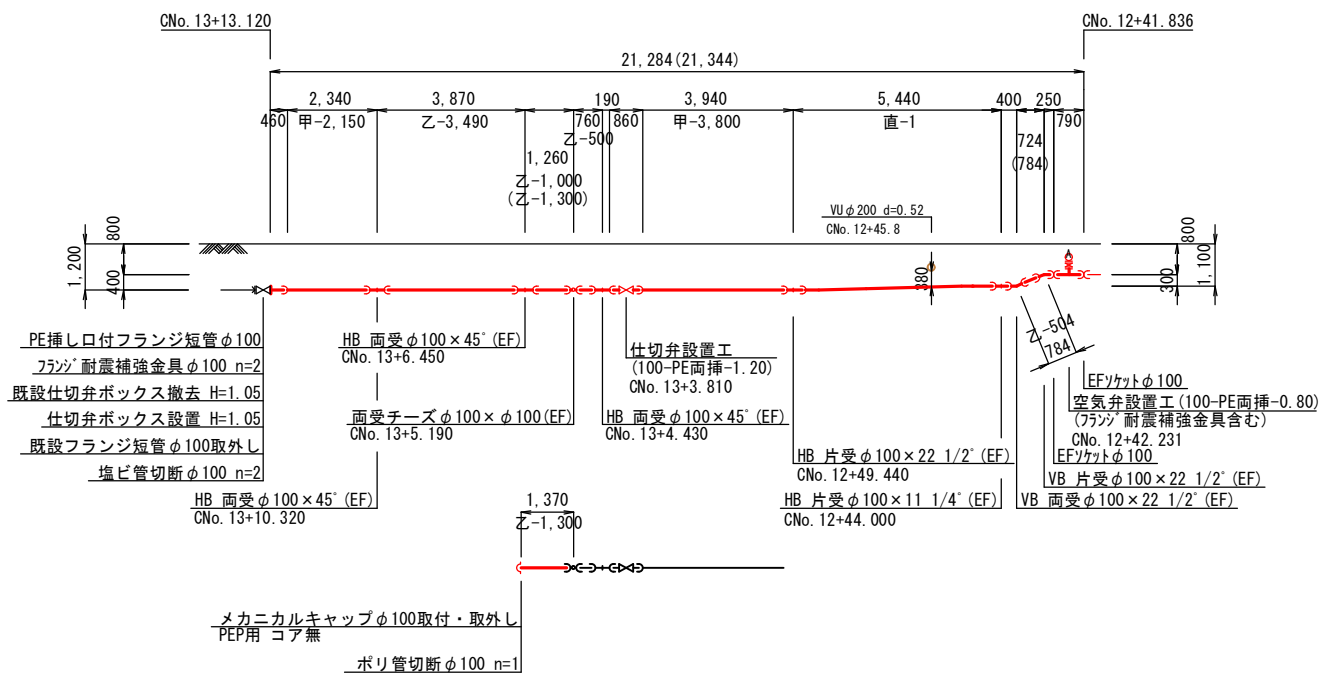 CNo. 13+13.120
CNo. 12+41.836
21,284(21,344)
2,340
3,870
190
3,940
5,440
400
250
460
甲-2,150
乙-3,490
760
乙-500
860
甲-3,800
直-1
790
1,260
724
(784)
乙-1,000
(乙-1,300)
VUφ200 d=0.52
CNo. 12+45.8
800
1,200
400
380
800
300
1,100
乙-504
784
PE挿し口付フランジ短管φ100
フランジ耐震補強金具φ100 n=2
既設仕切弁ボックス撤去 H=1.05
仕切弁ボックス設置 H=1.05
既設フランジ短管φ100取外し
塩ビ管切断φ100 n=2
HB 両受φ100×45°(EF)
CNo. 13+10.320
HB 両受φ100×45°(EF)
CNo. 13+6.450
両受チーズφ100×φ100(EF)
CNo. 13+5.190
仕切弁設置工
(100-PE両挿-1.20)
CNo. 13+3.810
HB 両受φ100×45°(EF)
CNo. 13+4.430
HB 片受φ100×22 1/2°(EF)
CNo. 12+49.440
HB 片受φ100×11 1/4°(EF)
CNo. 12+44.000
EFソケットφ100
空気弁設置工(100-PE両挿-0.80)
(フランジ耐震補強金具含む)
CNo. 12+42.231
EFソケットφ100
VB 片受φ100×22 1/2°(EF)
VB 両受φ100×22 1/2°(EF)
1,370
乙-1,300
メカニカルキャップφ100取付・取外し
PEP用 コア無
ポリ管切断φ100 n=1